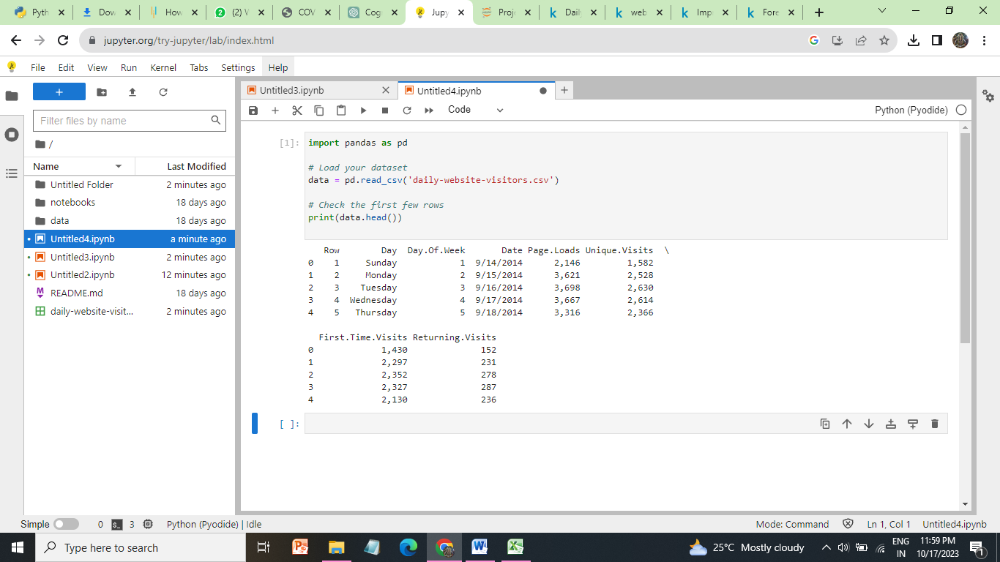 Pyth
Dow
How
(2) V
COV
Cogn
Jupy
Proje
Daily
web
Imp
Fore
jupyter.org/try-jupyter/lab/index.html
File Edit View Run Kernel Tabs Settings Help
Untitled3.ipynb
Untitled4.ipynb
Filter files by name
Code
Python (Pyodide)
/
Name Last Modified
Untitled Folder 2 minutes ago
notebooks 18 days ago
data 18 days ago
Untitled4.ipynb a minute ago
Untitled3.ipynb 2 minutes ago
Untitled2.ipynb 12 minutes ago
README.md 18 days ago
daily-website-visit... 2 minutes ago
[1]:
import pandas as pd
# Load your dataset
data = pd.read_csv('daily-website-visitors.csv')
# Check the first few rows
print(data.head())
Row Day Day.Of.Week Date Page.Loads Unique.Visits \
0 1 Sunday 1 9/14/2014 2,146 1,582
1 2 Monday 2 9/15/2014 3,621 2,528
2 3 Tuesday 3 9/16/2014 3,698 2,630
3 4 Wednesday 4 9/17/2014 3,667 2,614
4 5 Thursday 5 9/18/2014 3,316 2,366
First.Time.Visits Returning.Visits
0 1,430 152
1 2,297 231
2 2,352 278
3 2,327 287
4 2,130 236
[ ]:
Simple 0 3 Python (Pyodide) | Idle
Mode: Command Ln 1, Col 1 Untitled4.ipynb
Type here to search
25°C Mostly cloudy
ENG
IN
11:59 PM
10/17/2023
1